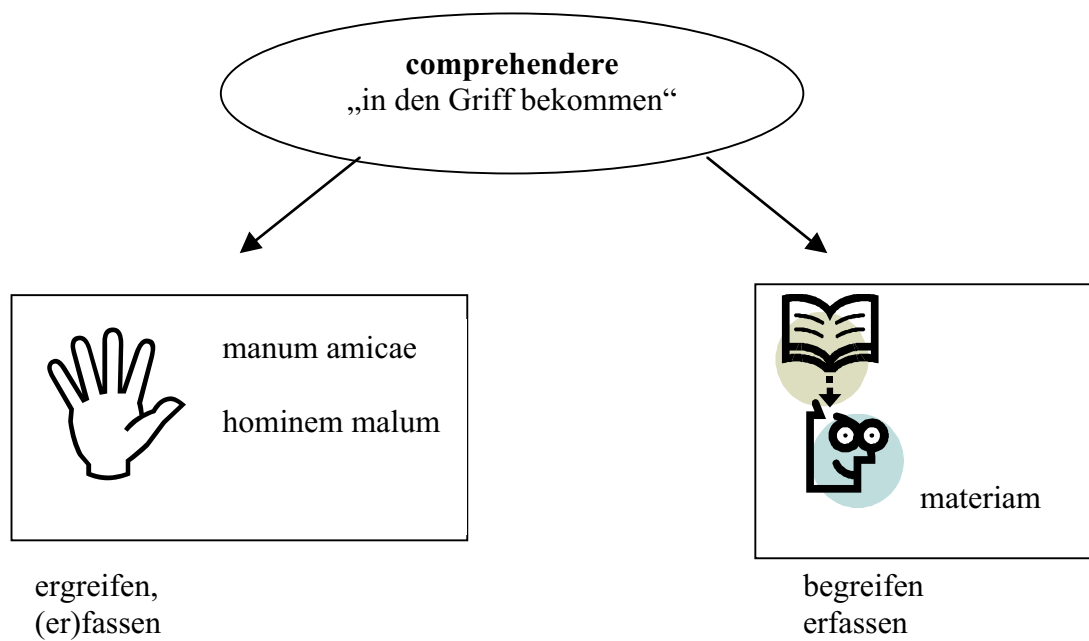 comprehendere
„in den Griff bekommen“
manum amicae
hominem malum
ergreifen,
(er)fassen
materiam
begreifen
erfassen